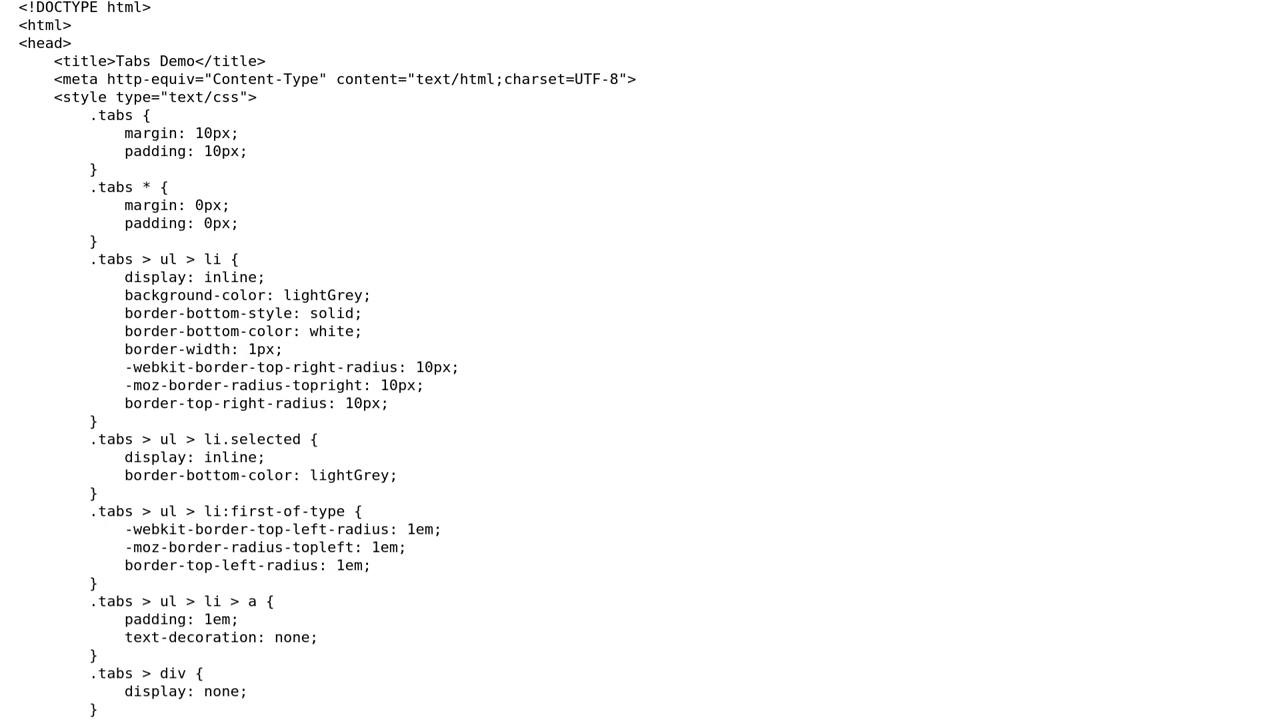 <!DOCTYPE html>
<html>
<head>
    <title>Tabs Demo</title>
    <meta http-equiv="Content-Type" content="text/html;charset=UTF-8">
    <style type="text/css">
        .tabs {
            margin: 10px;
            padding: 10px;
        }
        .tabs * {
            margin: 0px;
            padding: 0px;
        }
        .tabs > ul > li {
            display: inline;
            background-color: lightGrey;
            border-bottom-style: solid;
            border-bottom-color: white;
            border-width: 1px;
            -webkit-border-top-right-radius: 10px;
            -moz-border-radius-topright: 10px;
            border-top-right-radius: 10px;
        }
        .tabs > ul > li.selected {
            display: inline;
            border-bottom-color: lightGrey;
        }
        .tabs > ul > li:first-of-type {
            -webkit-border-top-left-radius: 1em;
            -moz-border-radius-topleft: 1em;
            border-top-left-radius: 1em;
        }
        .tabs > ul > li > a {
            padding: 1em;
            text-decoration: none;
        }
        .tabs > div {
            display: none;
        }